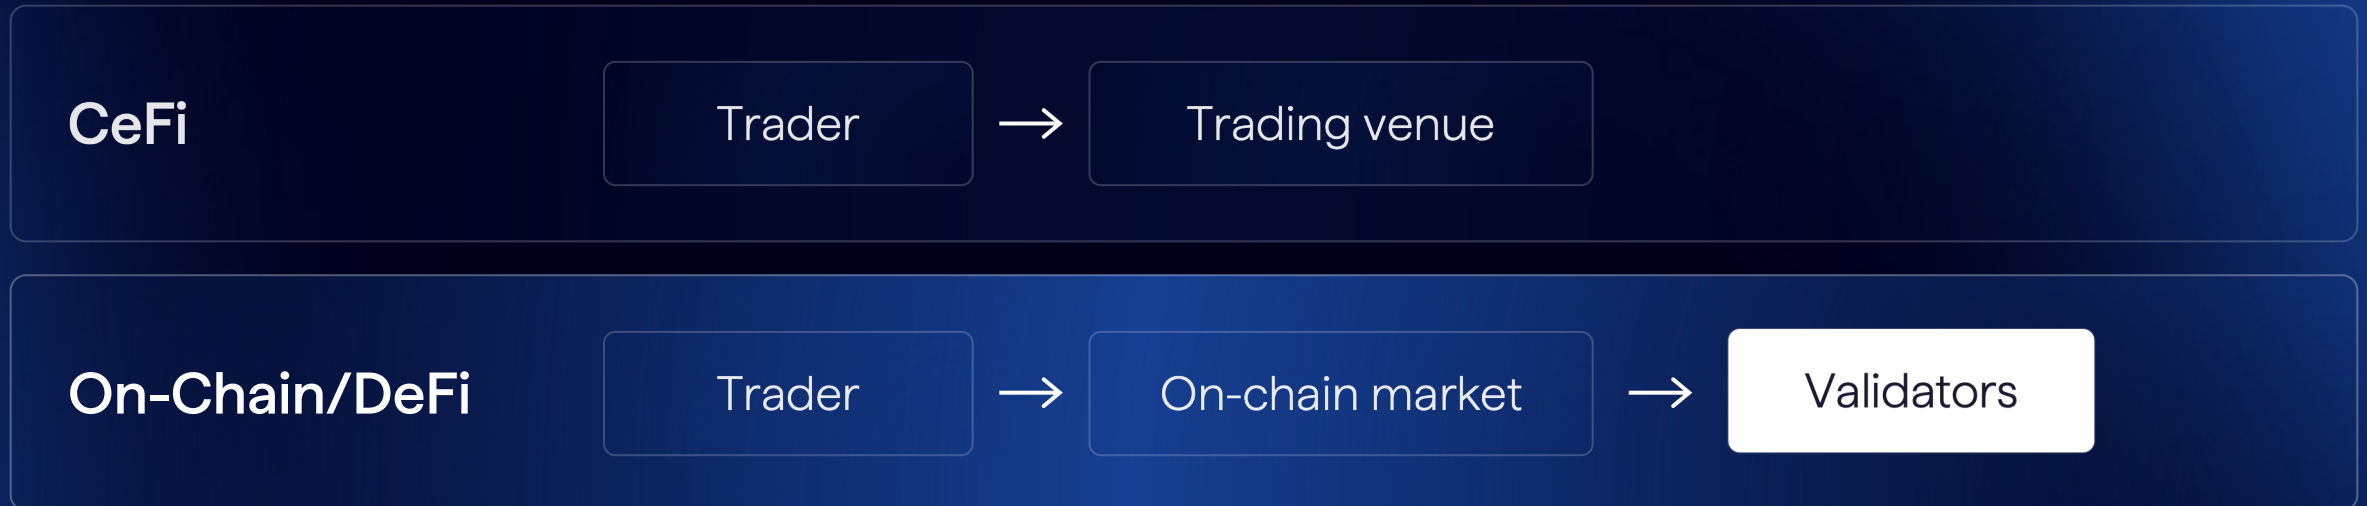 CeFi
Trader
Trading venue
On-Chain/DeFi
Trader
On-chain market
Validators